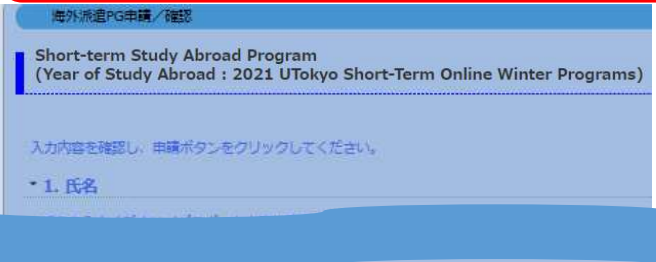 海外派遣PG申請／確認
Short-term Study Abroad Program
(Year of Study Abroad : 2021 UTokyo Short-Term Online Winter Programs)
入力内容を確認し、申請ボタンをクリックしてください。
1. 氏名